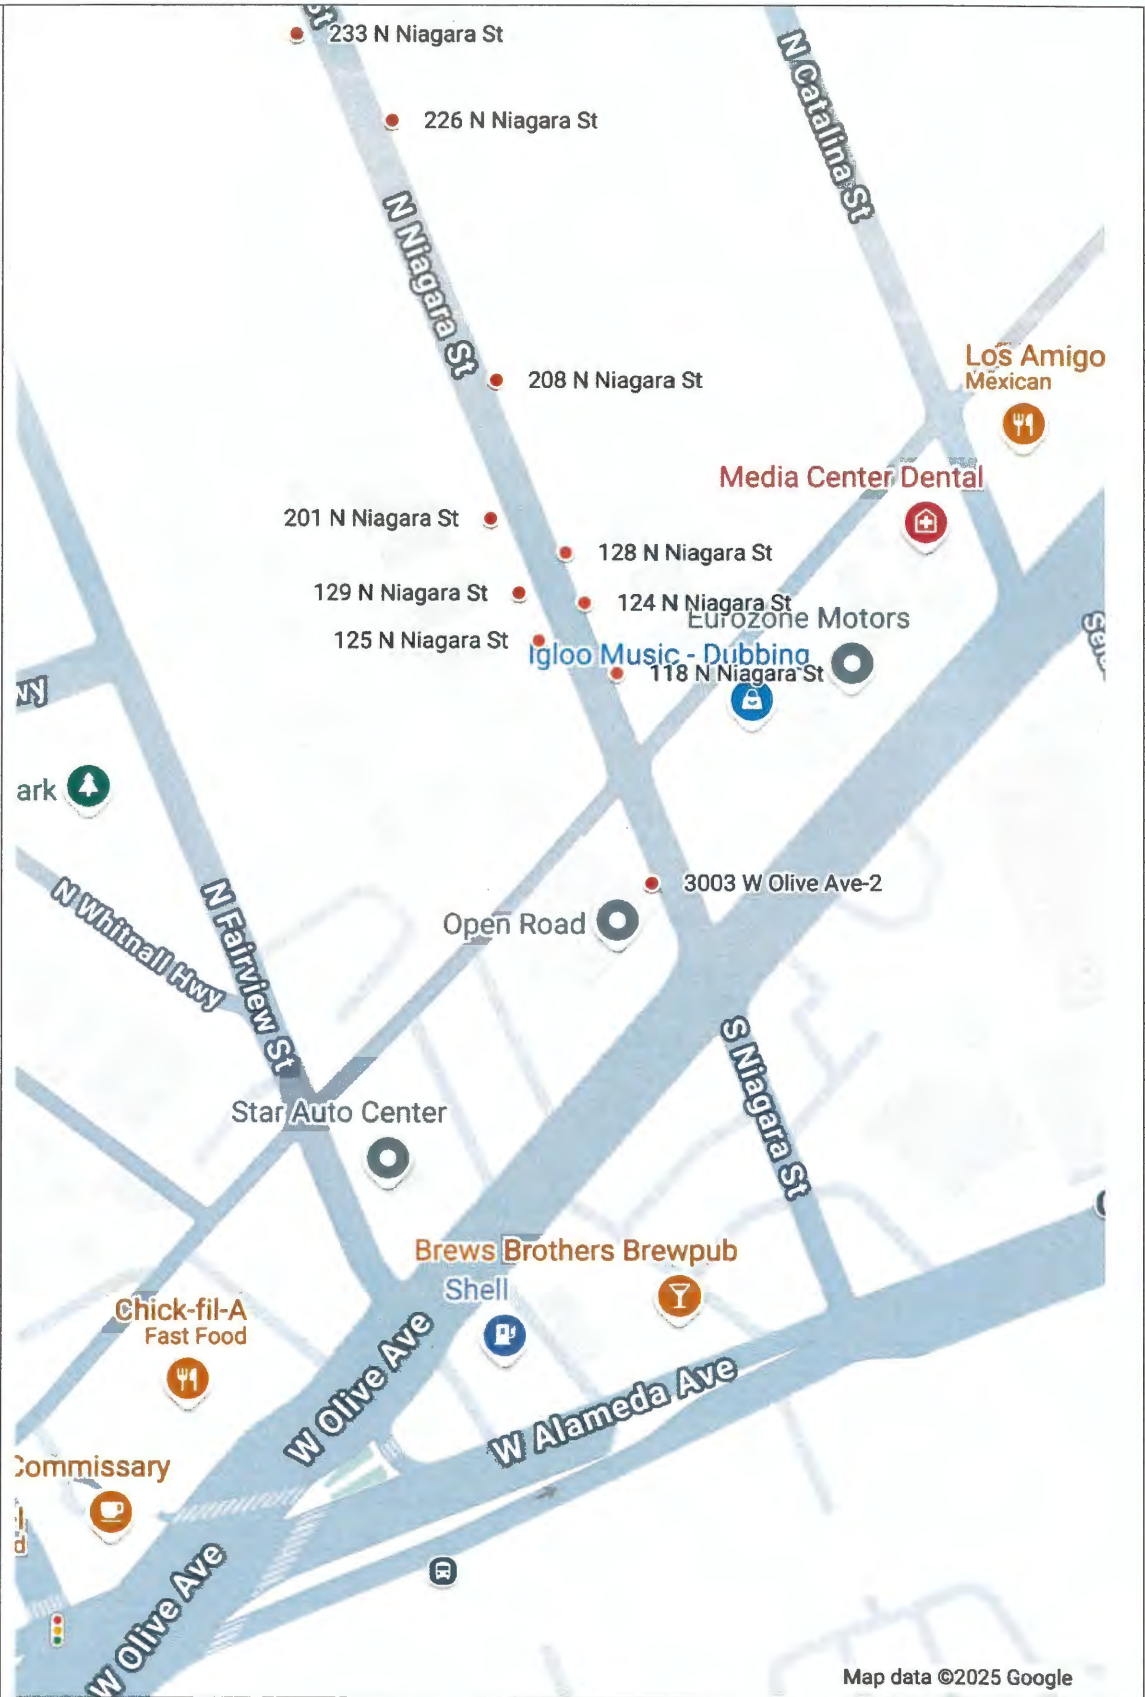 St
233 N Niagara St
N Catalina St
226 N Niagara St
N Niagara St
Los Amigo
Mexican
208 N Niagara St
Media Center Dental
201 N Niagara St
128 N Niagara St
129 N Niagara St
124 N Niagara St
Eurozone Motors
125 N Niagara St
Igloo Music - Dubbing
118 N Niagara St
wy
ark
3003 W Olive Ave-2
N Whitnall Hwy
N Fairview St
Open Road
S Niagara St
Star Auto Center
Brews Brothers Brewpub
Shell
Chick-fil-A
Fast Food
W Olive Ave
W Alameda Ave
Commissary
d
W Olive Ave
Map data ©2025 Google